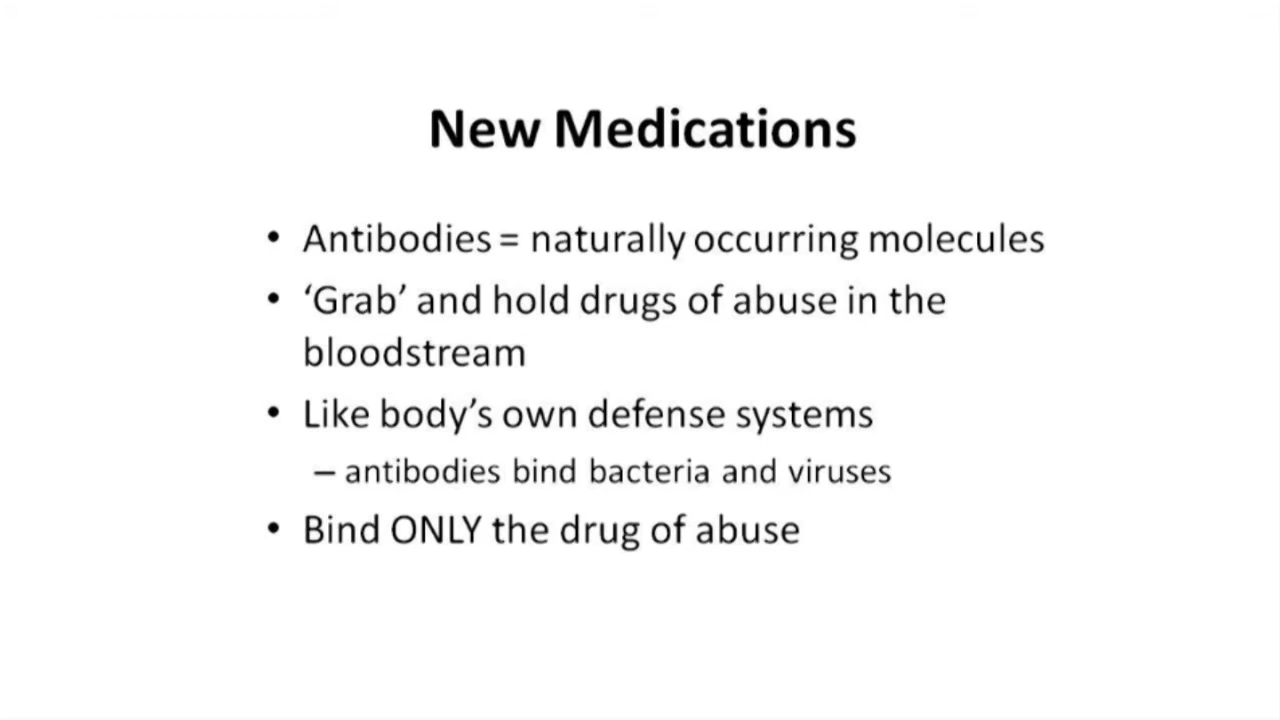 New Medications
• Antibodies = naturally occurring molecules
• ‘Grab’ and hold drugs of abuse in the
bloodstream
• Like body’s own defense systems
– antibodies bind bacteria and viruses
• Bind ONLY the drug of abuse